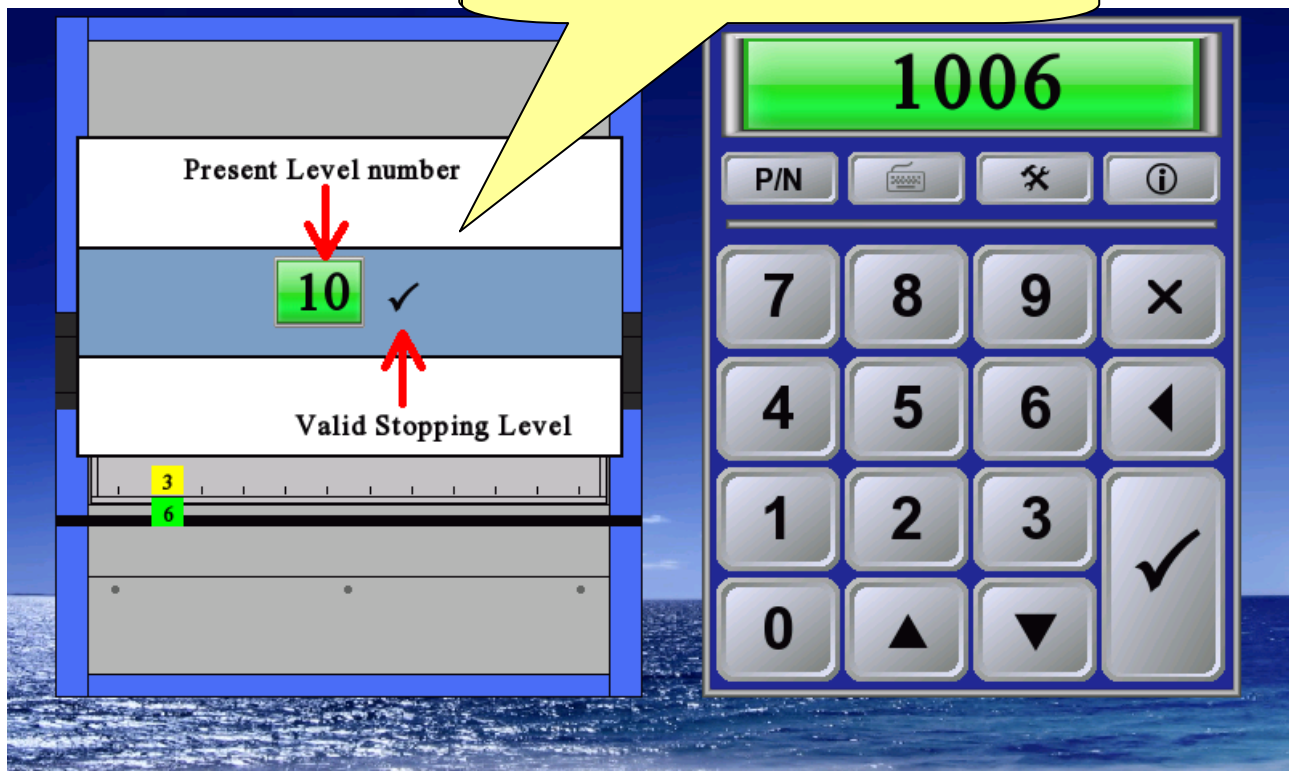 Present Level number
10 ✓
Valid Stopping Level
3
6
1006
P/N
7 8 9
4 5 6
1 2 3
0